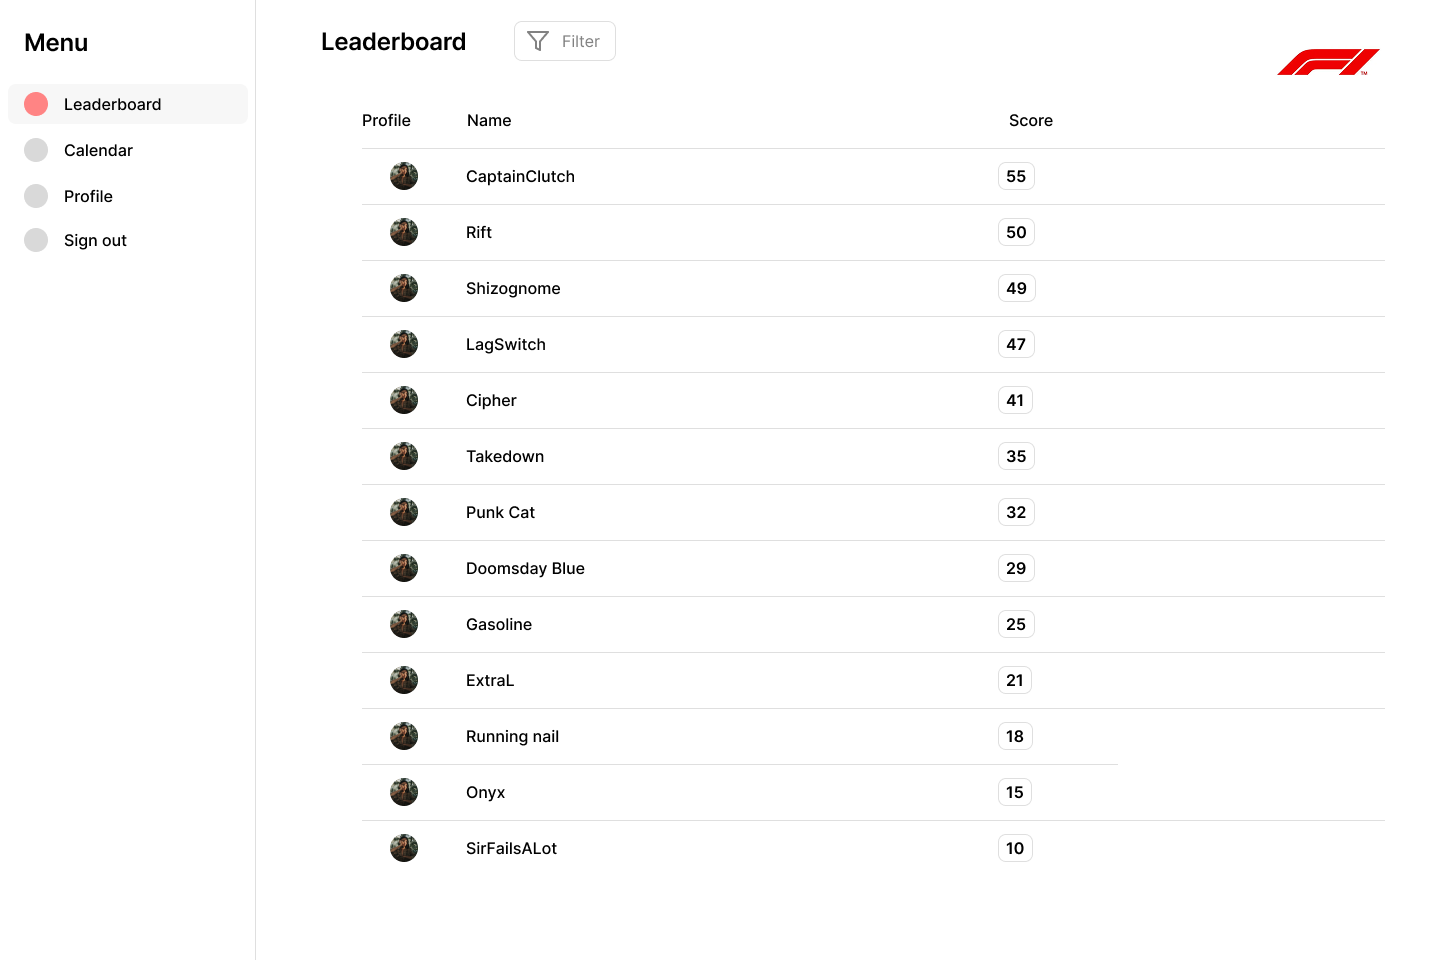 Menu
Leaderboard
Calendar
Profile
Sign out
Leaderboard
Filter
F1
TM
Profile Name Score
CaptainClutch 55
Rift 50
Shizognome 49
LagSwitch 47
Cipher 41
Takedown 35
Punk Cat 32
Doomsday Blue 29
Gasoline 25
ExtraL 21
Running nail 18
Onyx 15
SirFailsALot 10